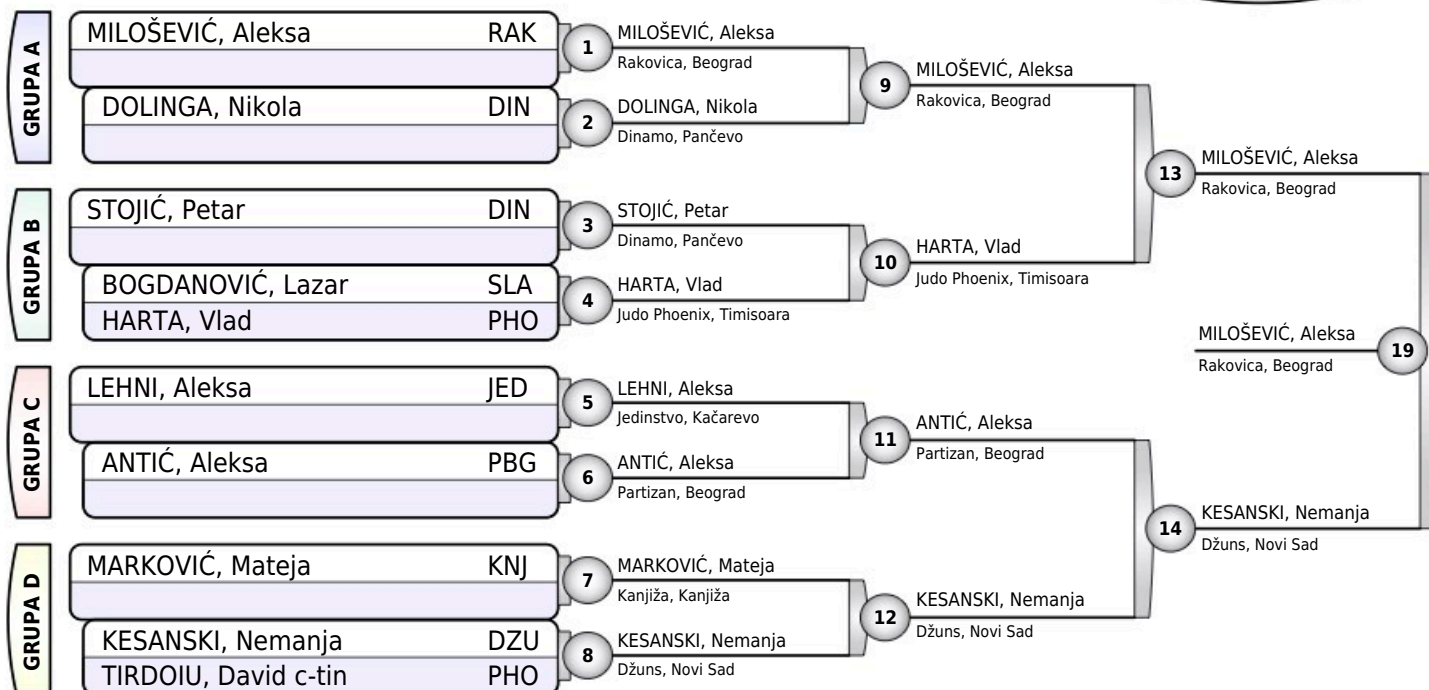 GRUPA A
MILOŠEVIĆ, Aleksa RAK
DOLINGA, Nikola DIN
GRUPA B
STOJIĆ, Petar DIN
BOGDANOVIĆ, Lazar SLA
HARTA, Vlad PHO
GRUPA C
LEHNI, Aleksa JED
ANTIĆ, Aleksa PBG
GRUPA D
MARKOVIĆ, Mateja KNJ
KESANSKI, Nemanja DZU
TIRDOIU, David c-tin PHO
1
MILOŠEVIĆ, Aleksa
Rakovica, Beograd
2
DOLINGA, Nikola
Dinamo, Pančevo
3
STOJIĆ, Petar
Dinamo, Pančevo
4
HARTA, Vlad
Judo Phoenix, Timisoara
5
LEHNI, Aleksa
Jedinstvo, Kačarevo
6
ANTIĆ, Aleksa
Partizan, Beograd
7
MARKOVIĆ, Mateja
Kanjiža, Kanjiža
8
KESANSKI, Nemanja
Džuns, Novi Sad
9
MILOŠEVIĆ, Aleksa
Rakovica, Beograd
10
HARTA, Vlad
Judo Phoenix, Timisoara
11
ANTIĆ, Aleksa
Partizan, Beograd
12
KESANSKI, Nemanja
Džuns, Novi Sad
13
MILOŠEVIĆ, Aleksa
Rakovica, Beograd
14
KESANSKI, Nemanja
Džuns, Novi Sad
MILOŠEVIĆ, Aleksa
Rakovica, Beograd
19